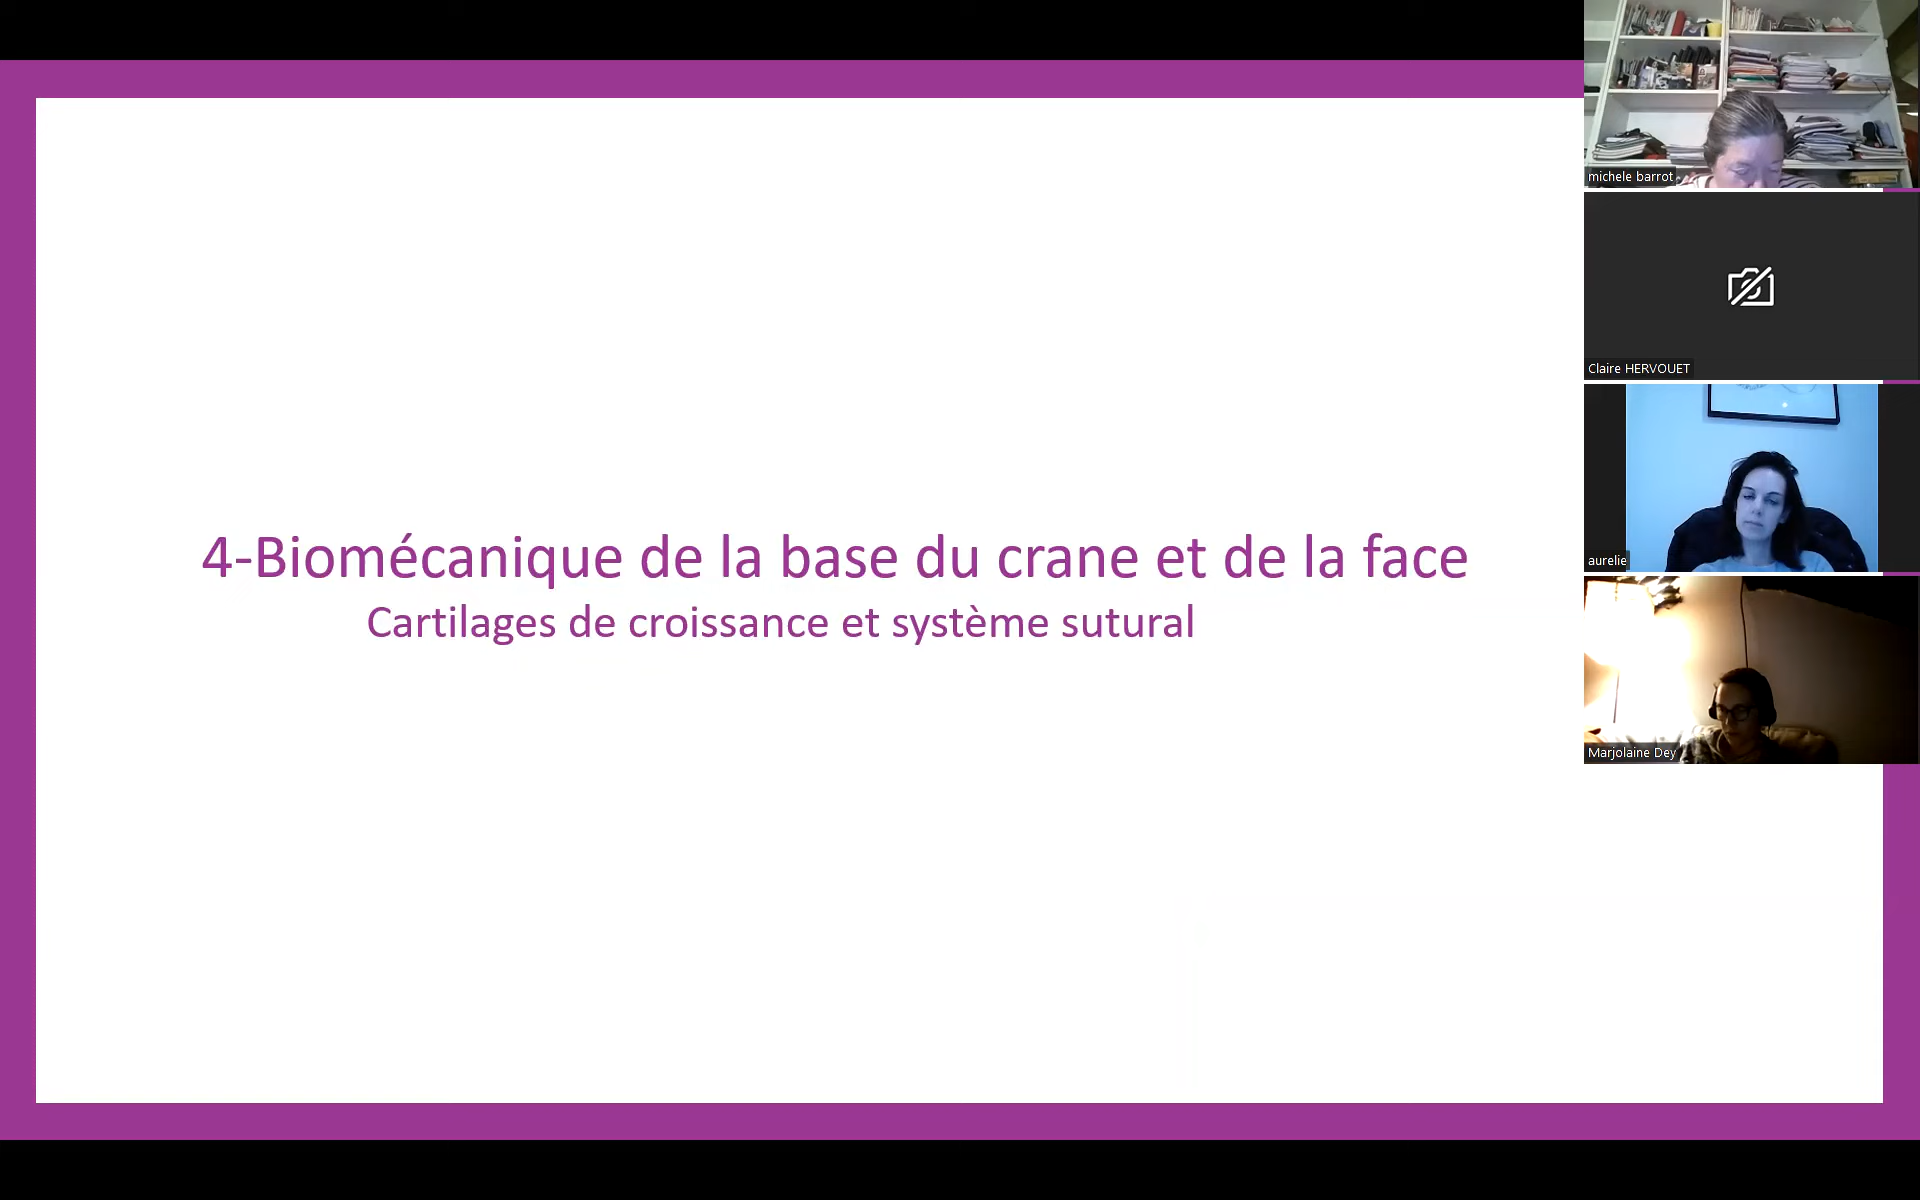 4-Biomécanique de la base du crane et de la face
Cartilages de croissance et système sutural
michele barrot
Claire HERVOUET
aurelie
Marjolaine Dey